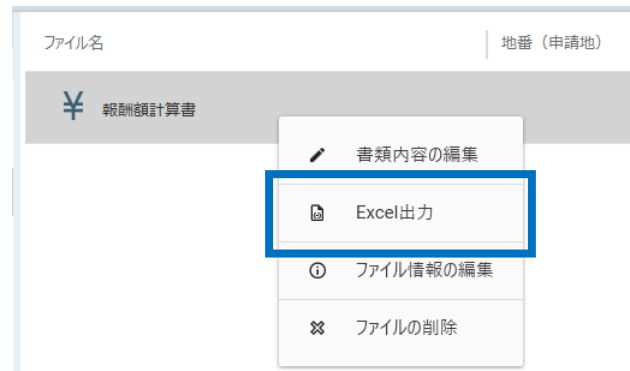 ファイル名 地番（申請地）
¥ 報酬額計算書
書類内容の編集
Excel出力
ファイル情報の編集
ファイルの削除